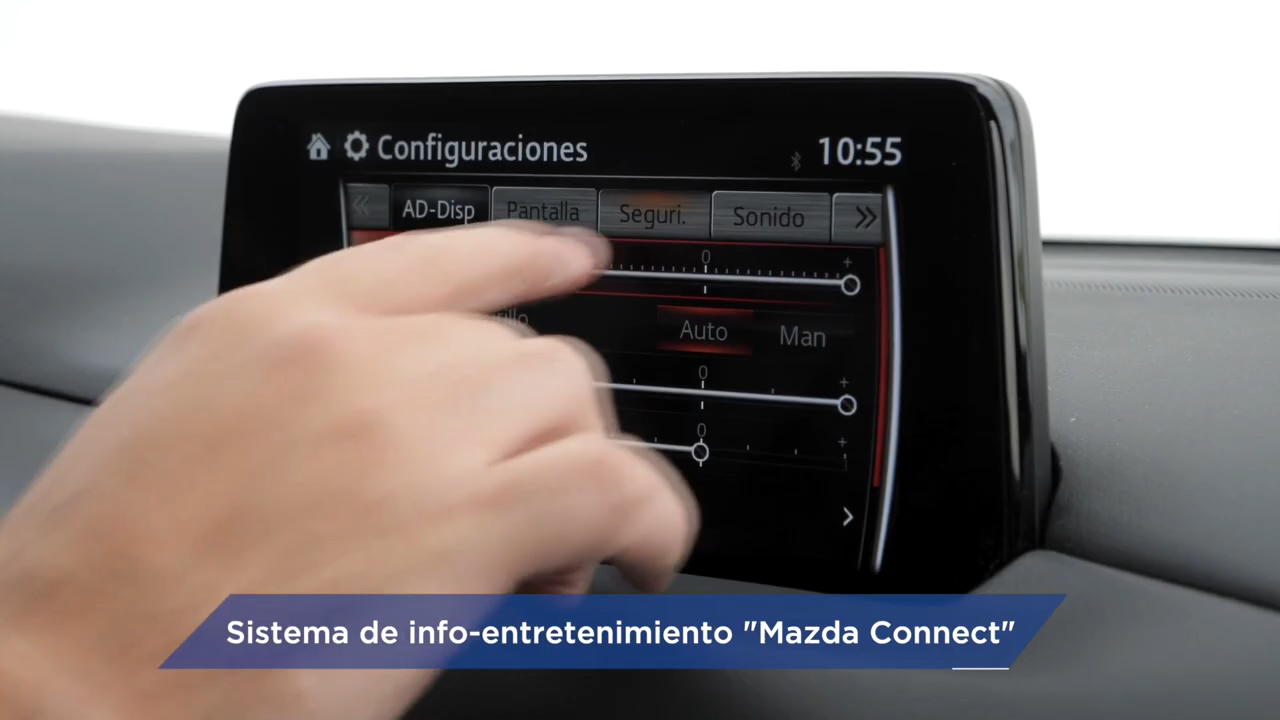 Configuraciones
10:55
AD-Disp
Pantalla
Seguri.
Sonido
0
+
Auto
Man
0
+
0
+
Sistema de info-entretenimiento "Mazda Connect"